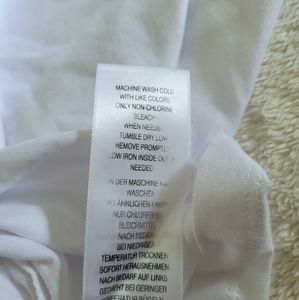 MACHINE WASH COLD
WITH LIKE COLORS
ONLY NON-CHLORINE
BLEACH
WHEN NEEDED
TUMBLE DRY LOW
REMOVE PROMPTLY
LOW IRON INSIDE OUT
NEEDED
IN DER MASCHINE
WASCHEN
MIT ÄHNLICHEN
NUR CHLORFREIES
BLEICHMITTEL
NACH BEDARF
BEI NIEDRIGER
TEMPERATUR TROCKNEN
SOFORT HERAUSNEHMEN
NACH BEDARF AUF LINKS
GEDREHT BEI GERINGER
TEMPERATUR